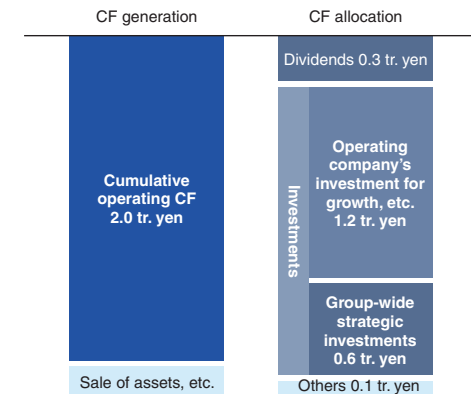 CF generation
CF allocation
Cumulative
operating CF
2.0 tr. yen
Sale of assets, etc.
Dividends 0.3 tr. yen
Investments
Operating
company's
investment for
growth, etc.
1.2 tr. yen
Group-wide
strategic
investments
0.6 tr. yen
Others 0.1 tr. yen